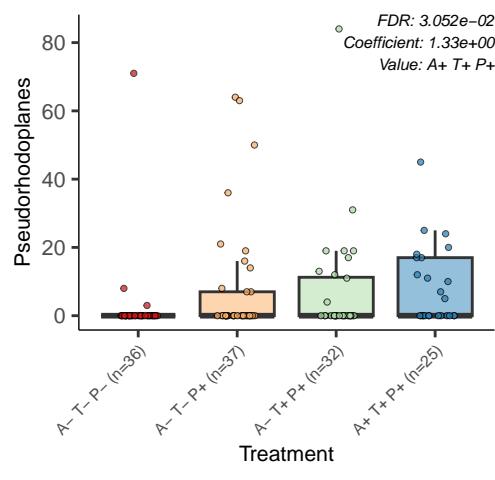 FDR: 3.052e−02
Coefficient: 1.33e+00
Value: A+ T+ P+
80
60
40
20
0
Pseudorhodoplanes
A− T− P− (n=36)
A− T− P+ (n=37)
A− T+ P+ (n=32)
A+ T+ P+ (n=25)
Treatment